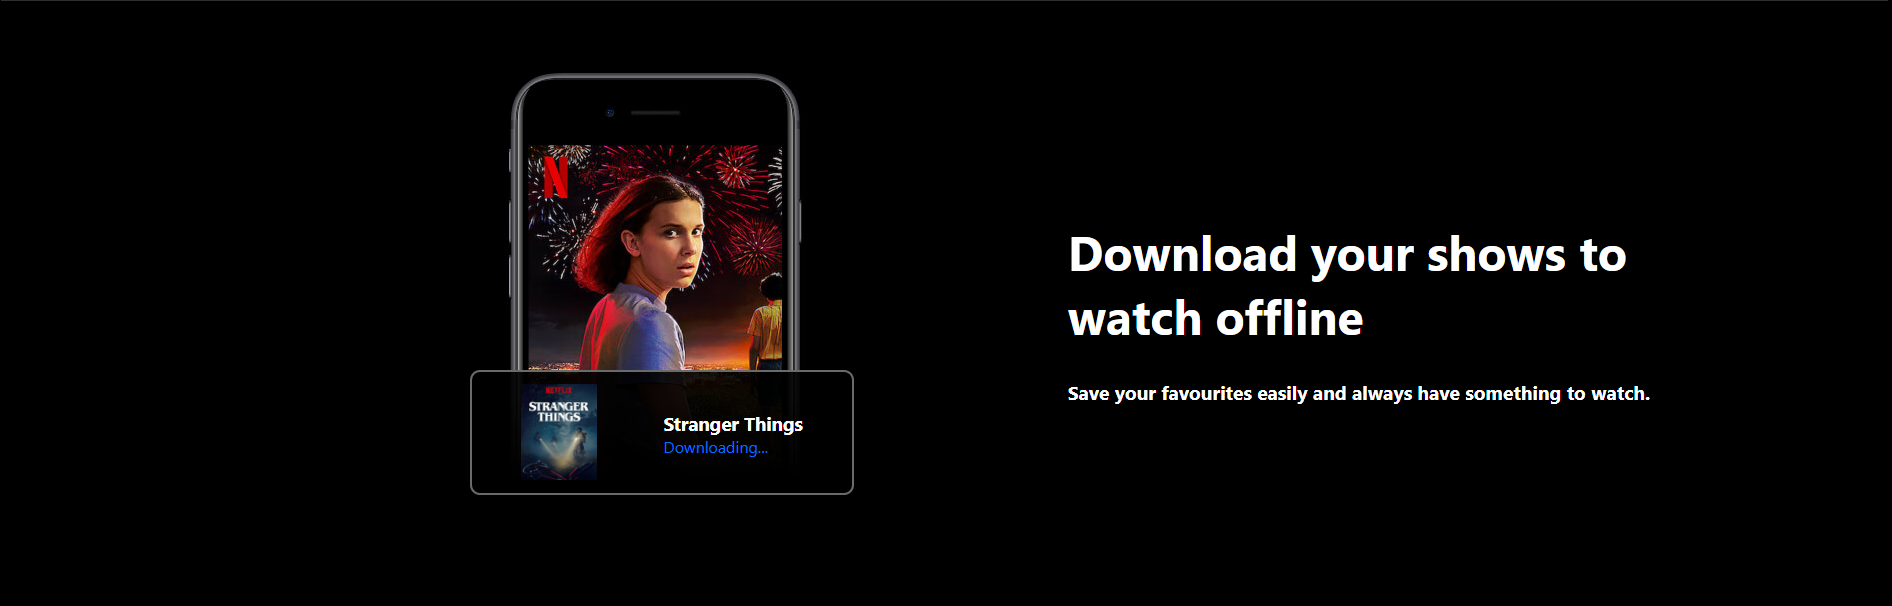 N
NETFLIX
STRANGER
THINGS
Stranger Things
Downloading...
Download your shows to
watch offline
Save your favourites easily and always have something to watch.